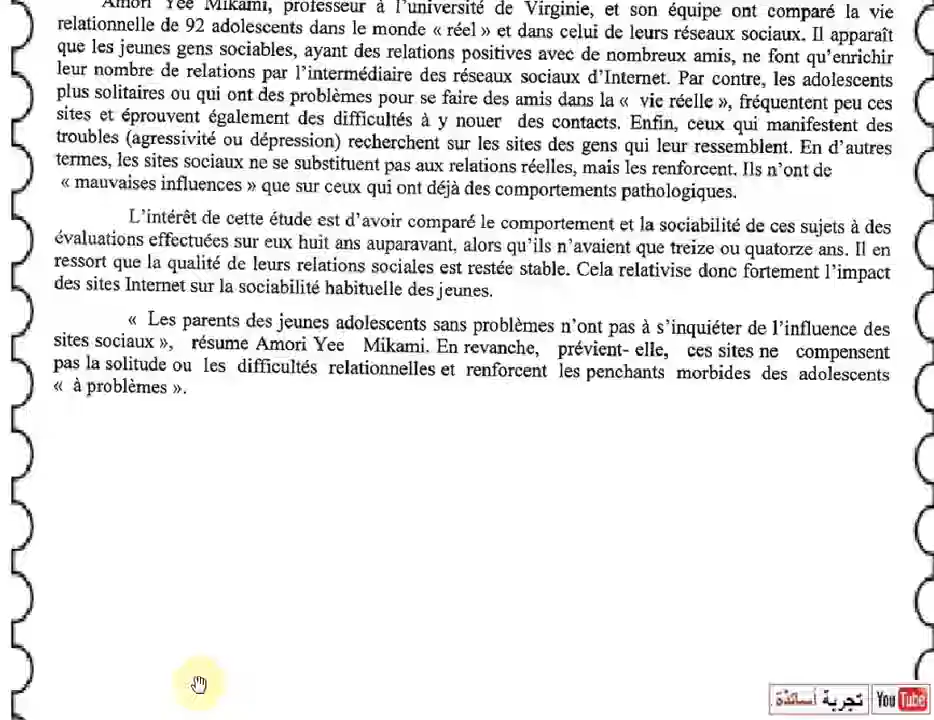 Amori Yee Mikami, professeur à l'université de Virginie, et son équipe ont comparé la vie
relationnelle de 92 adolescents dans le monde « réel » et dans celui de leurs réseaux sociaux. Il apparaît
que les jeunes gens sociables, ayant des relations positives avec de nombreux amis, ne font qu'enrichir
leur nombre de relations par l'intermédiaire des réseaux sociaux d'Internet. Par contre, les adolescents
plus solitaires ou qui ont des problèmes pour se faire des amis dans la « vie réelle », fréquentent peu ces
sites et éprouvent également des difficultés à y nouer des contacts. Enfin, ceux qui manifestent des
troubles (agressivité ou dépression) recherchent sur les sites des gens qui leur ressemblent. En d'autres
termes, les sites sociaux ne se substituent pas aux relations réelles, mais les renforcent. Ils n'ont de
« mauvaises influences » que sur ceux qui ont déjà des comportements pathologiques.
L'intérêt de cette étude est d'avoir comparé le comportement et la sociabilité de ces sujets à des
évaluations effectuées sur eux huit ans auparavant, alors qu'ils n'avaient que treize ou quatorze ans. Il en
ressort que la qualité de leurs relations sociales est restée stable. Cela relativise donc fortement l'impact
des sites Internet sur la sociabilité habituelle des jeunes.
« Les parents des jeunes adolescents sans problèmes n'ont pas à s'inquiéter de l'influence des
sites sociaux », résume Amori Yee Mikami. En revanche, prévient- elle, ces sites ne compensent
pas la solitude ou les difficultés relationnelles et renforcent les penchants morbides des adolescents
« à problèmes ».
تجربة أساتذة YouTube